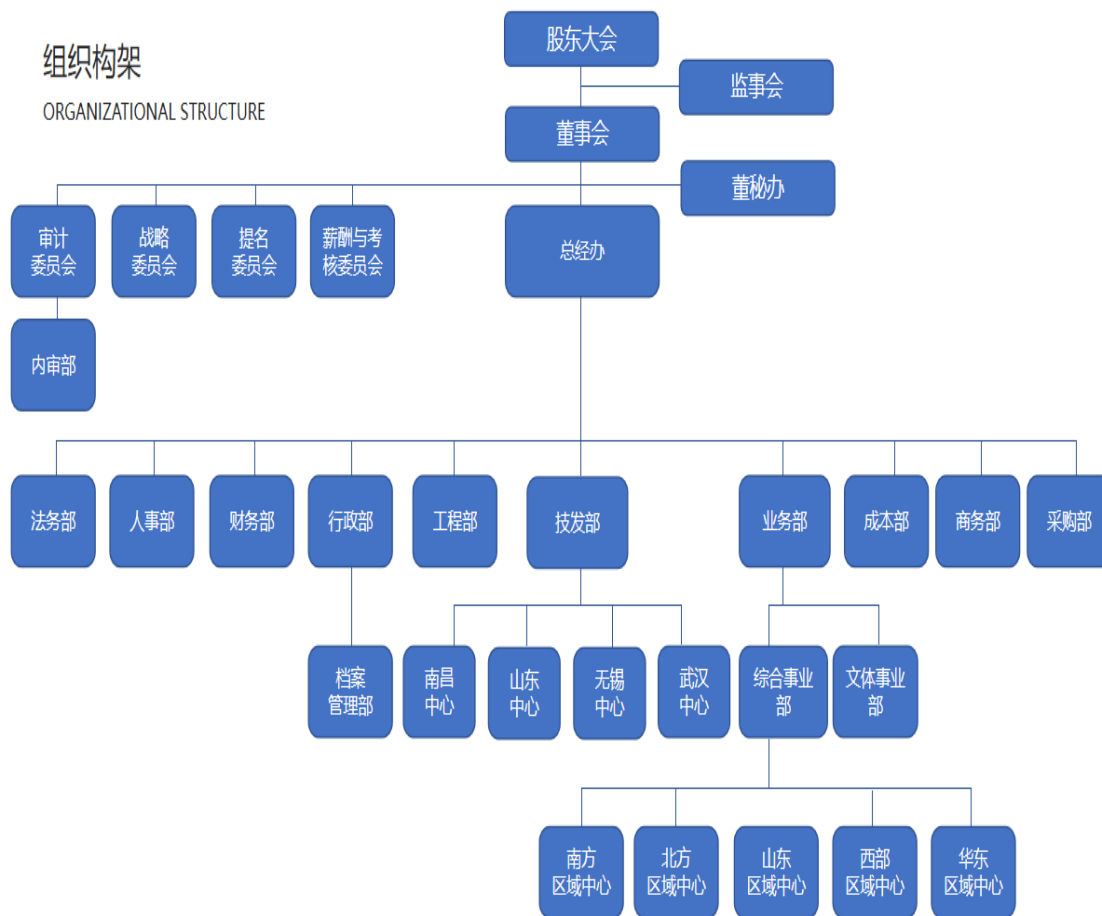 组织构架
ORGANIZATIONAL STRUCTURE
股东大会
监事会
董事会
董秘办
审计
委员会
战略
委员会
提名
委员会
薪酬与考
核委员会
总经办
内审部
法务部
人事部
财务部
行政部
工程部
技发部
业务部
成本部
商务部
采购部
档案
管理部
南昌
中心
山东
中心
无锡
中心
武汉
中心
综合事业
部
文体事业
部
南方
区域中心
北方
区域中心
山东
区域中心
西部
区域中心
华东
区域中心